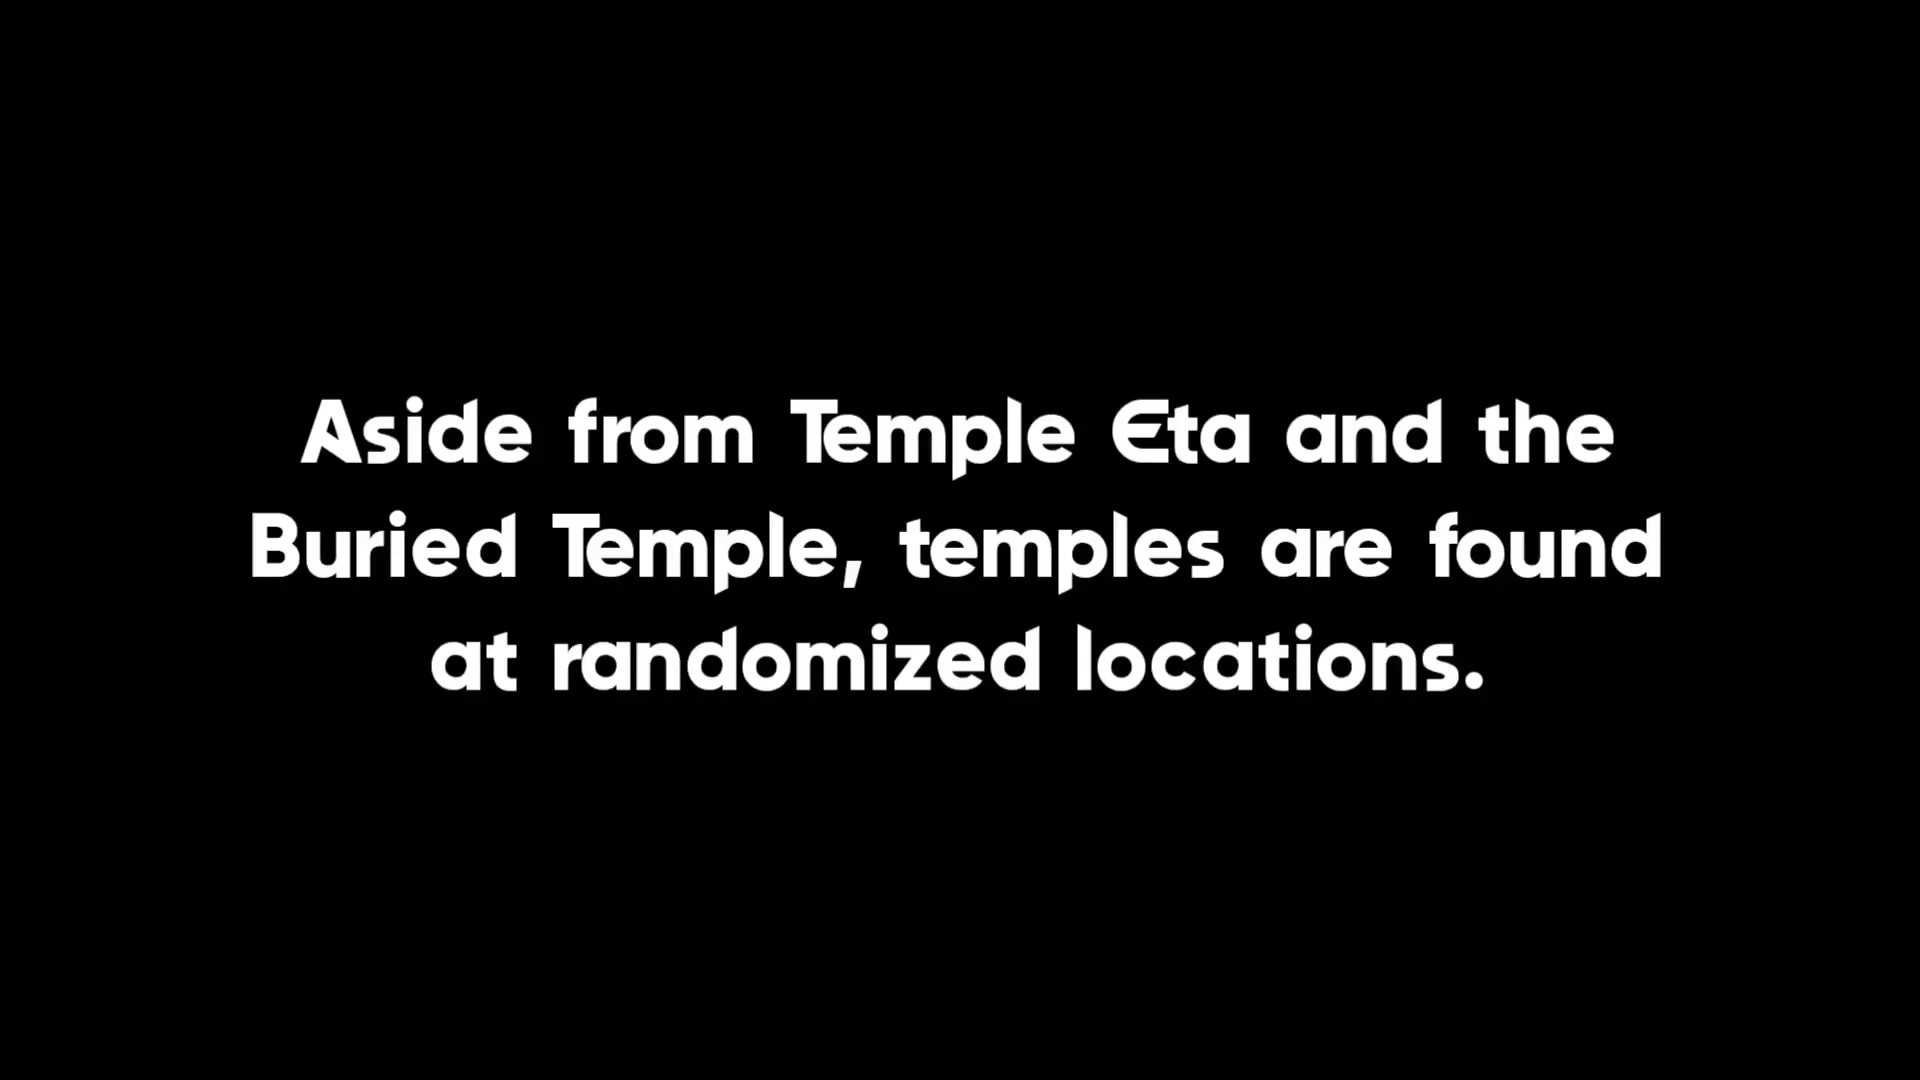 Aside from Temple Eta and the
Buried Temple, temples are found
at randomized locations.